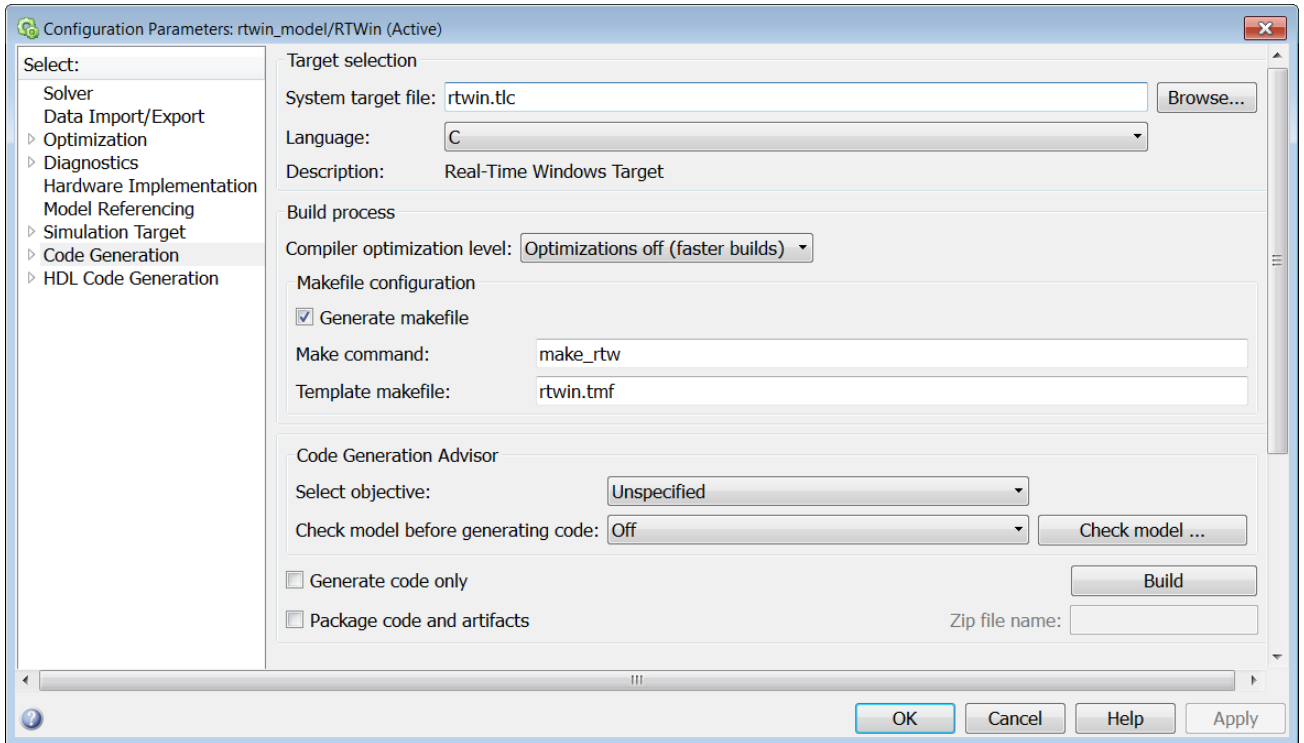 Configuration Parameters: rtwin_model/RTWin (Active)
Select:
Solver
Data Import/Export
Optimization
Diagnostics
Hardware Implementation
Model Referencing
Simulation Target
Code Generation
HDL Code Generation
Target selection
System target file: rtwin.tlc Browse...
Language: C
Description: Real-Time Windows Target
Build process
Compiler optimization level: Optimizations off (faster builds)
Makefile configuration
Generate makefile
Make command: make_rtw
Template makefile: rtwin.tmf
Code Generation Advisor
Select objective: Unspecified
Check model before generating code: Off Check model ...
Generate code only Build
Package code and artifacts Zip file name:
OK Cancel Help Apply